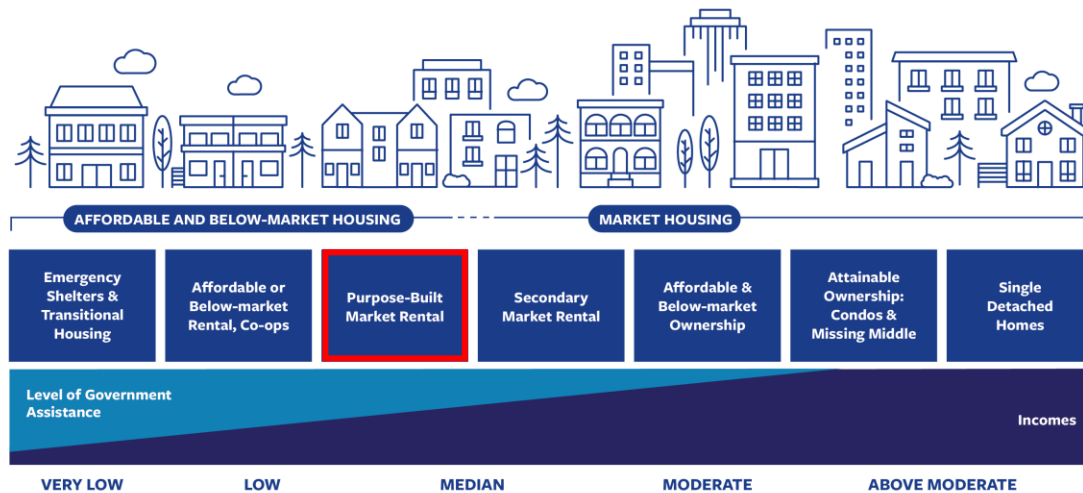 AFFORDABLE AND BELOW-MARKET HOUSING
MARKET HOUSING
Emergency
Shelters &
Transitional
Housing
Affordable or
Below-market
Rental, Co-ops
Purpose-Built
Market Rental
Secondary
Market Rental
Affordable &
Below-market
Ownership
Attainable
Ownership:
Condos &
Missing Middle
Single
Detached
Homes
Level of Government
Assistance
Incomes
VERY LOW
LOW
MEDIAN
MODERATE
ABOVE MODERATE